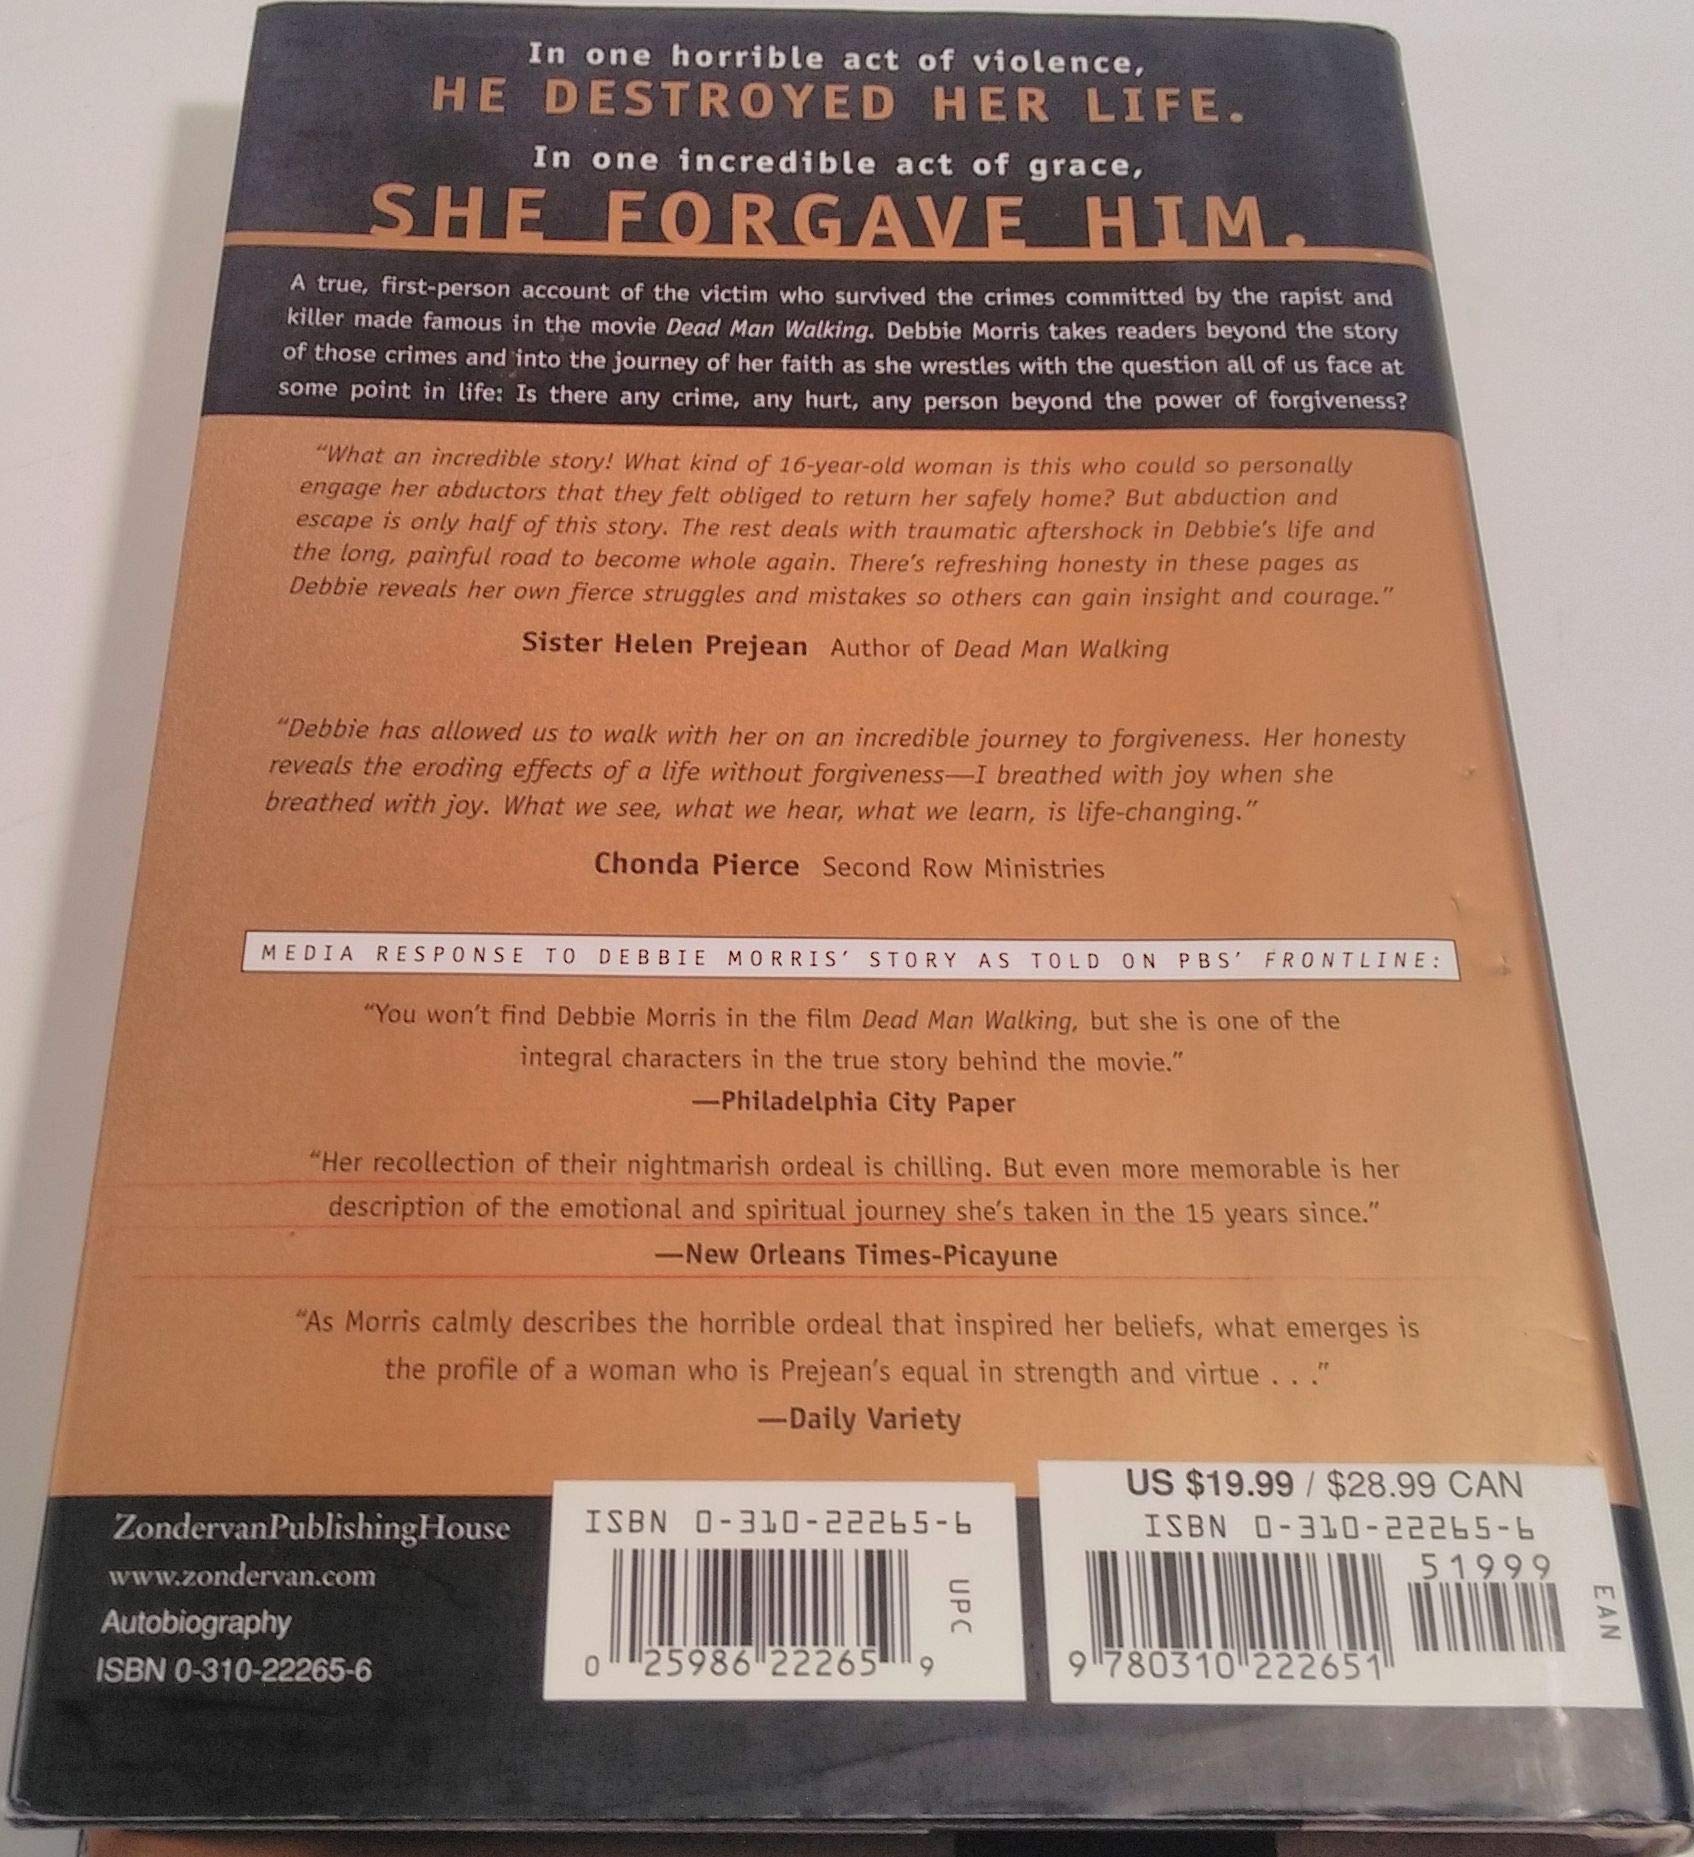 In one horrible act of violence,
HE DESTROYED HER LIFE.
In one incredible act of grace,
SHE FORGAVE HIM.
A true, first-person account of the victim who survived the crimes committed by the rapist and
killer made famous in the movie Dead Man Walking. Debbie Morris takes readers beyond the story
of those crimes and into the journey of her faith as she wrestles with the question all of us face at
some point in life: Is there any crime, any hurt, any person beyond the power of forgiveness?
“What an incredible story! What kind of 16-year-old woman is this who could so personally
engage her abductors that they felt obliged to return her safely home? But abduction and
escape is only half of this story. The rest deals with traumatic aftershock in Debbie’s life and
the long, painful road to become whole again. There’s refreshing honesty in these pages as
Debbie reveals her own fierce struggles and mistakes so others can gain insight and courage.”
Sister Helen Prejean Author of Dead Man Walking
“Debbie has allowed us to walk with her on an incredible journey to forgiveness. Her honesty
reveals the eroding effects of a life without forgiveness—I breathed with joy when she
breathed with joy. What we see, what we hear, what we learn, is life-changing.”
Chonda Pierce Second Row Ministries
MEDIA RESPONSE TO DEBBIE MORRIS’ STORY AS TOLD ON PBS’ FRONTLINE:
“You won’t find Debbie Morris in the film Dead Man Walking, but she is one of the
integral characters in the true story behind the movie.”
—Philadelphia City Paper
“Her recollection of their nightmarish ordeal is chilling. But even more memorable is her
description of the emotional and spiritual journey she’s taken in the 15 years since.”
—New Orleans Times-Picayune
“As Morris calmly describes the horrible ordeal that inspired her beliefs, what emerges is
the profile of a woman who is Prejean’s equal in strength and virtue . . .”
—Daily Variety
ZondervanPublishingHouse
www.zondervan.com
Autobiography
ISBN 0-310-22265-6
ISBN 0-310-22265-6
UPC
0 25986 22265 9
US $19.99 / $28.99 CAN
ISBN 0-310-22265-6
51999
EAN
9 780310 222651